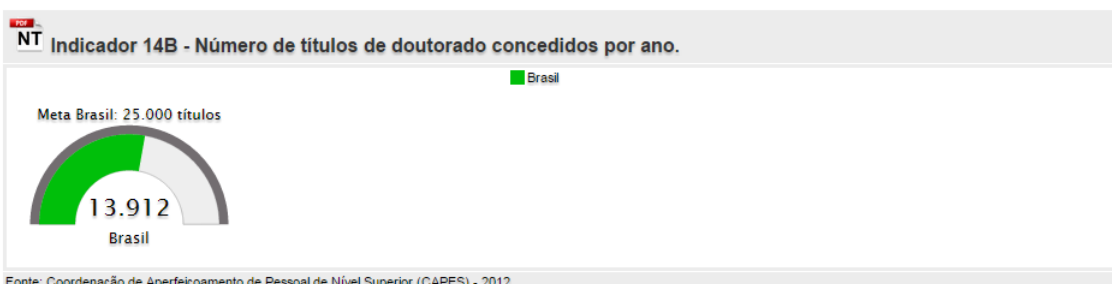 PDF
NT
Indicador 14B - Número de títulos de doutorado concedidos por ano.
Brasil
Meta Brasil: 25.000 títulos
13.912
Brasil
Fonte: Coordenação de Aperfeiçoamento de Pessoal de Nível Superior (CAPES) - 2012